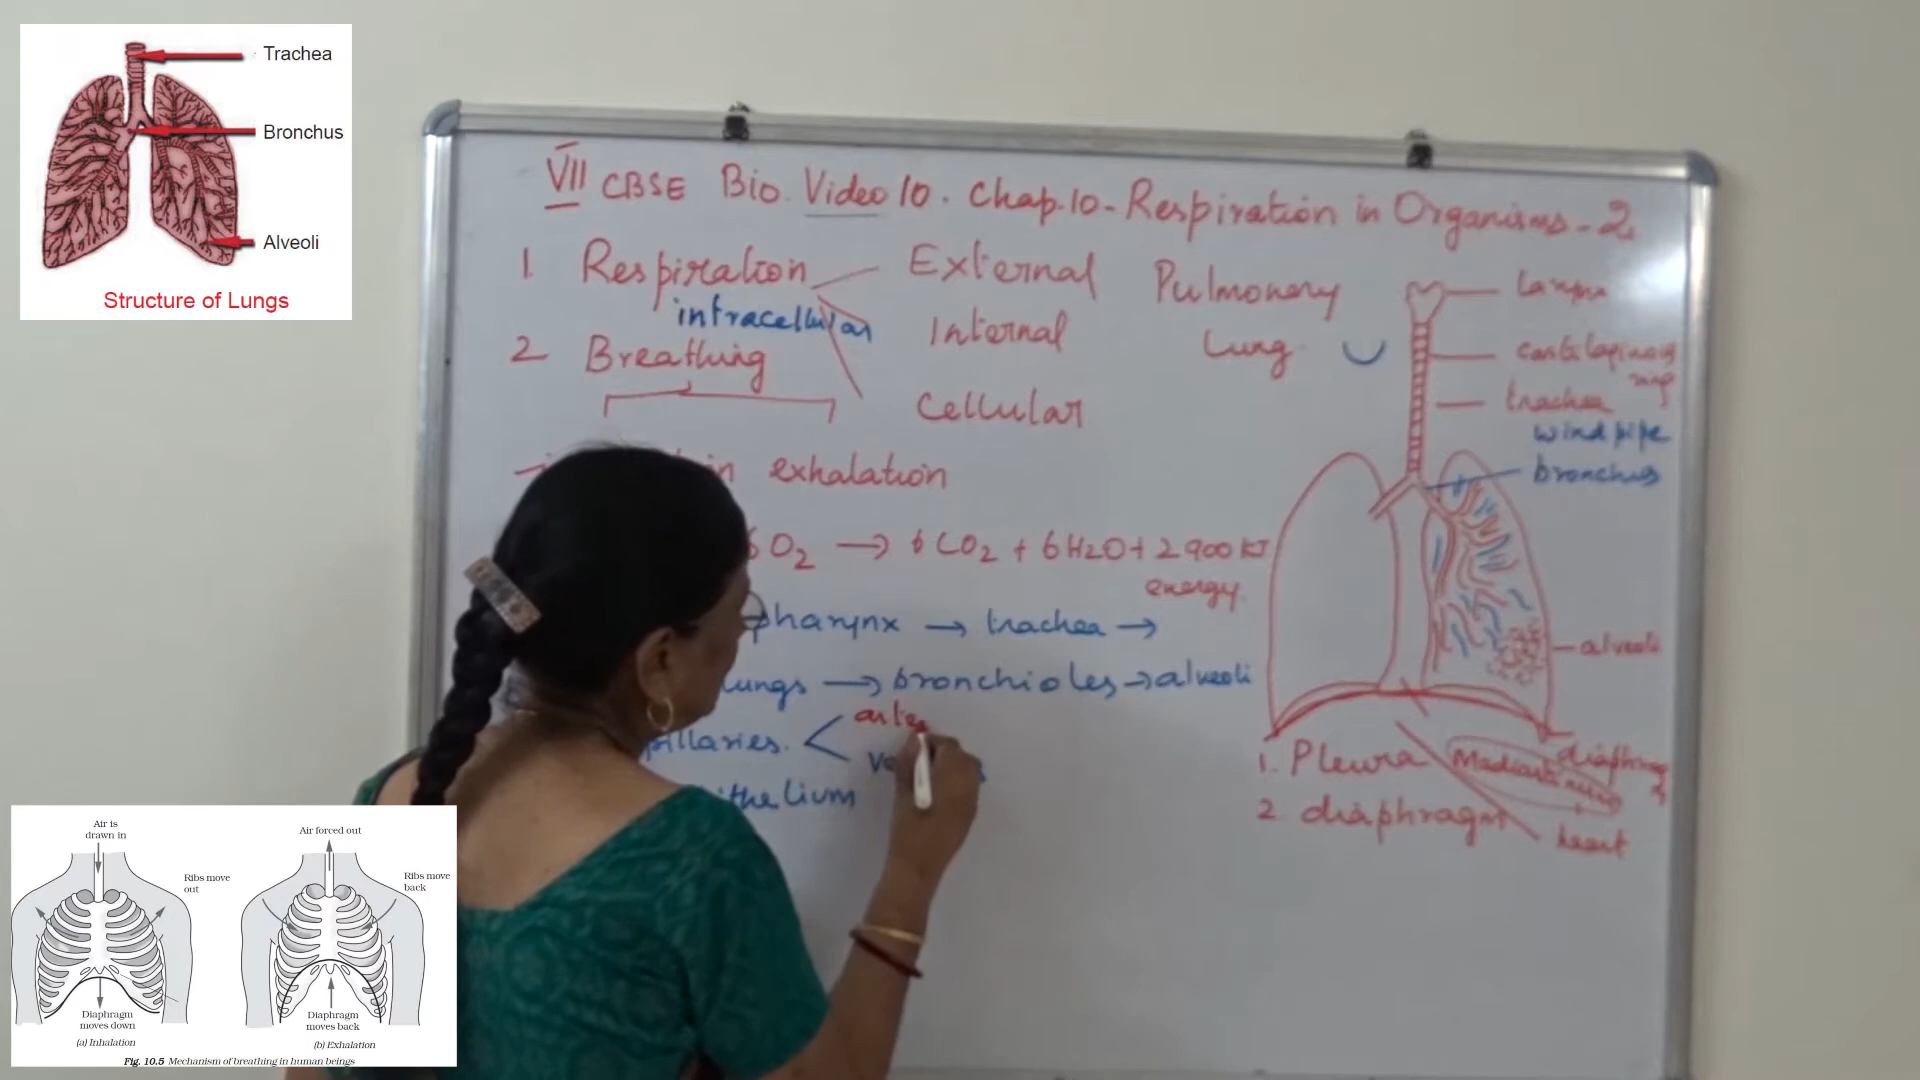 Trachea
Bronchus
Alveoli
Structure of Lungs
VII CBSE Bio. Video 10. Chap.10- Respiration in Organisms - 2
1. Respiration External Pulmonary
intracellular Internal Lung
2 Breathing
Cellular
exhalation
6O2 → 6CO2 + 6H2O + 2900 KJ
energy
pharynx → trachea →
lungs → bronchioles → alveoli
arte
pillaries.
ithelium
cartilaginous
ring
trachea
wind pipe
bronchus
alveoli
1. Pleura
2. diaphragm
heart
Air is
drawn in
Ribs move
out
Diaphragm
moves down
(a) Inhalation
Air forced out
Ribs move
back
Diaphragm
moves back
(b) Exhalation
Fig. 10.5 Mechanism of breathing in human beings